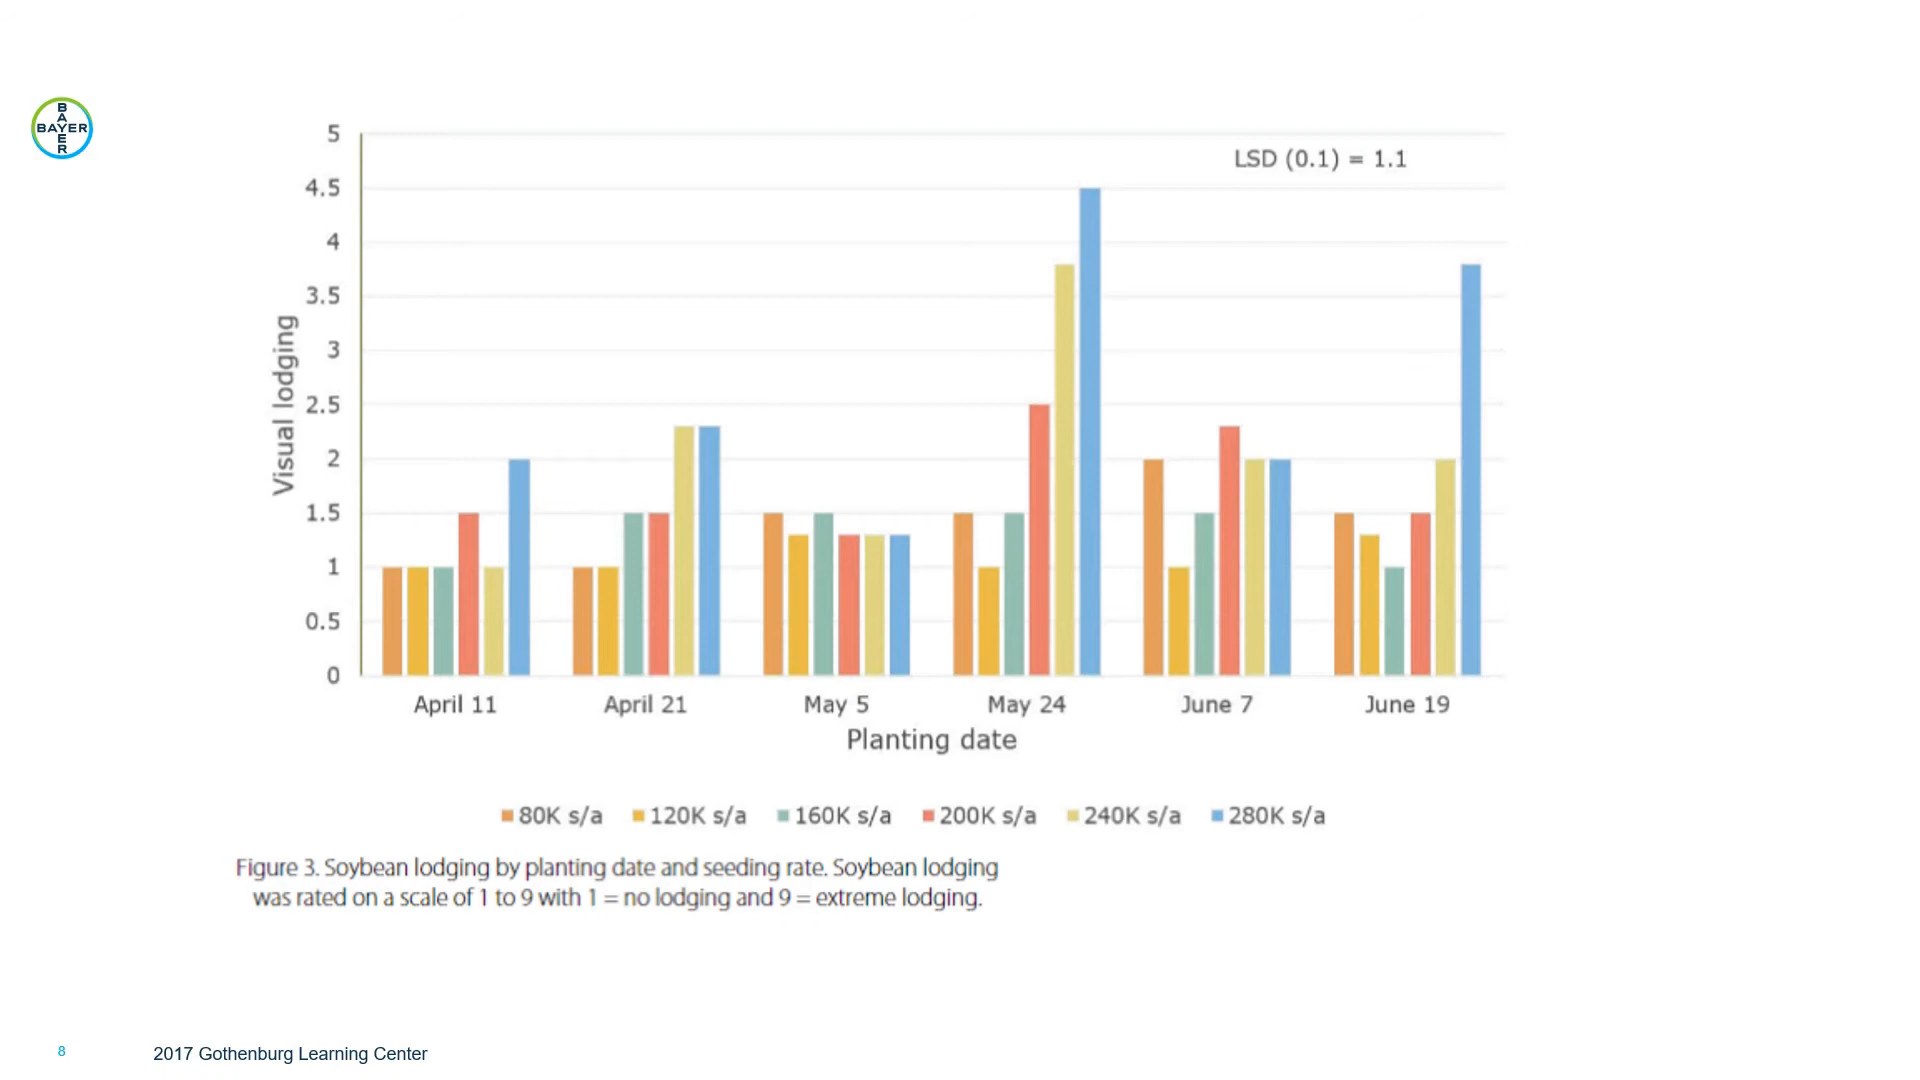 BAYER
BAYER
5
LSD (0.1) = 1.1
4.5
4
3.5
3
2.5
2
1.5
1
0.5
0
Visual lodging
April 11 April 21 May 5 May 24 June 7 June 19
Planting date
80K s/a 120K s/a 160K s/a 200K s/a 240K s/a 280K s/a
Figure 3. Soybean lodging by planting date and seeding rate. Soybean lodging
was rated on a scale of 1 to 9 with 1 = no lodging and 9 = extreme lodging.
8 2017 Gothenburg Learning Center